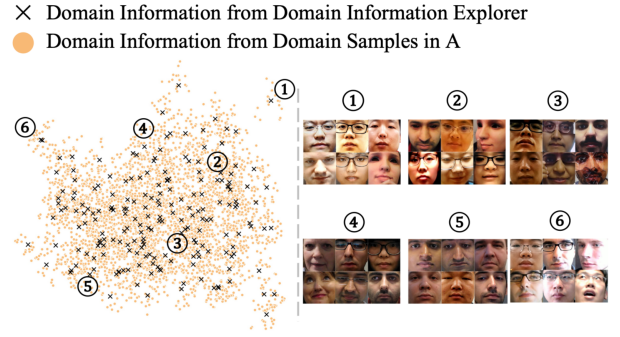 × Domain Information from Domain Information Explorer
Domain Information from Domain Samples in A
①
⑥
④
②
③
⑤
① ② ③
④ ⑤ ⑥